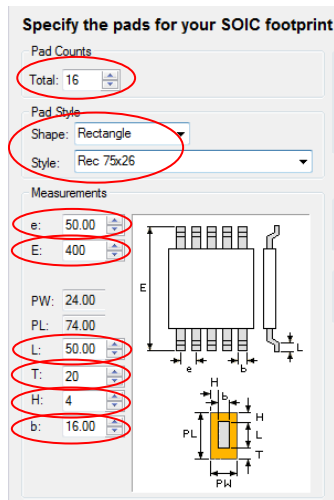 Specify the pads for your SOIC footprint
Pad Counts
Total: 16
Pad Style
Shape: Rectangle
Style: Rec 75x26
Measurements
e: 50.00
E: 400
PW: 24.00
PL: 74.00
L: 50.00
T: 20
H: 4
b: 16.00
E
L
e b
H
b
H
PL L
T
PW